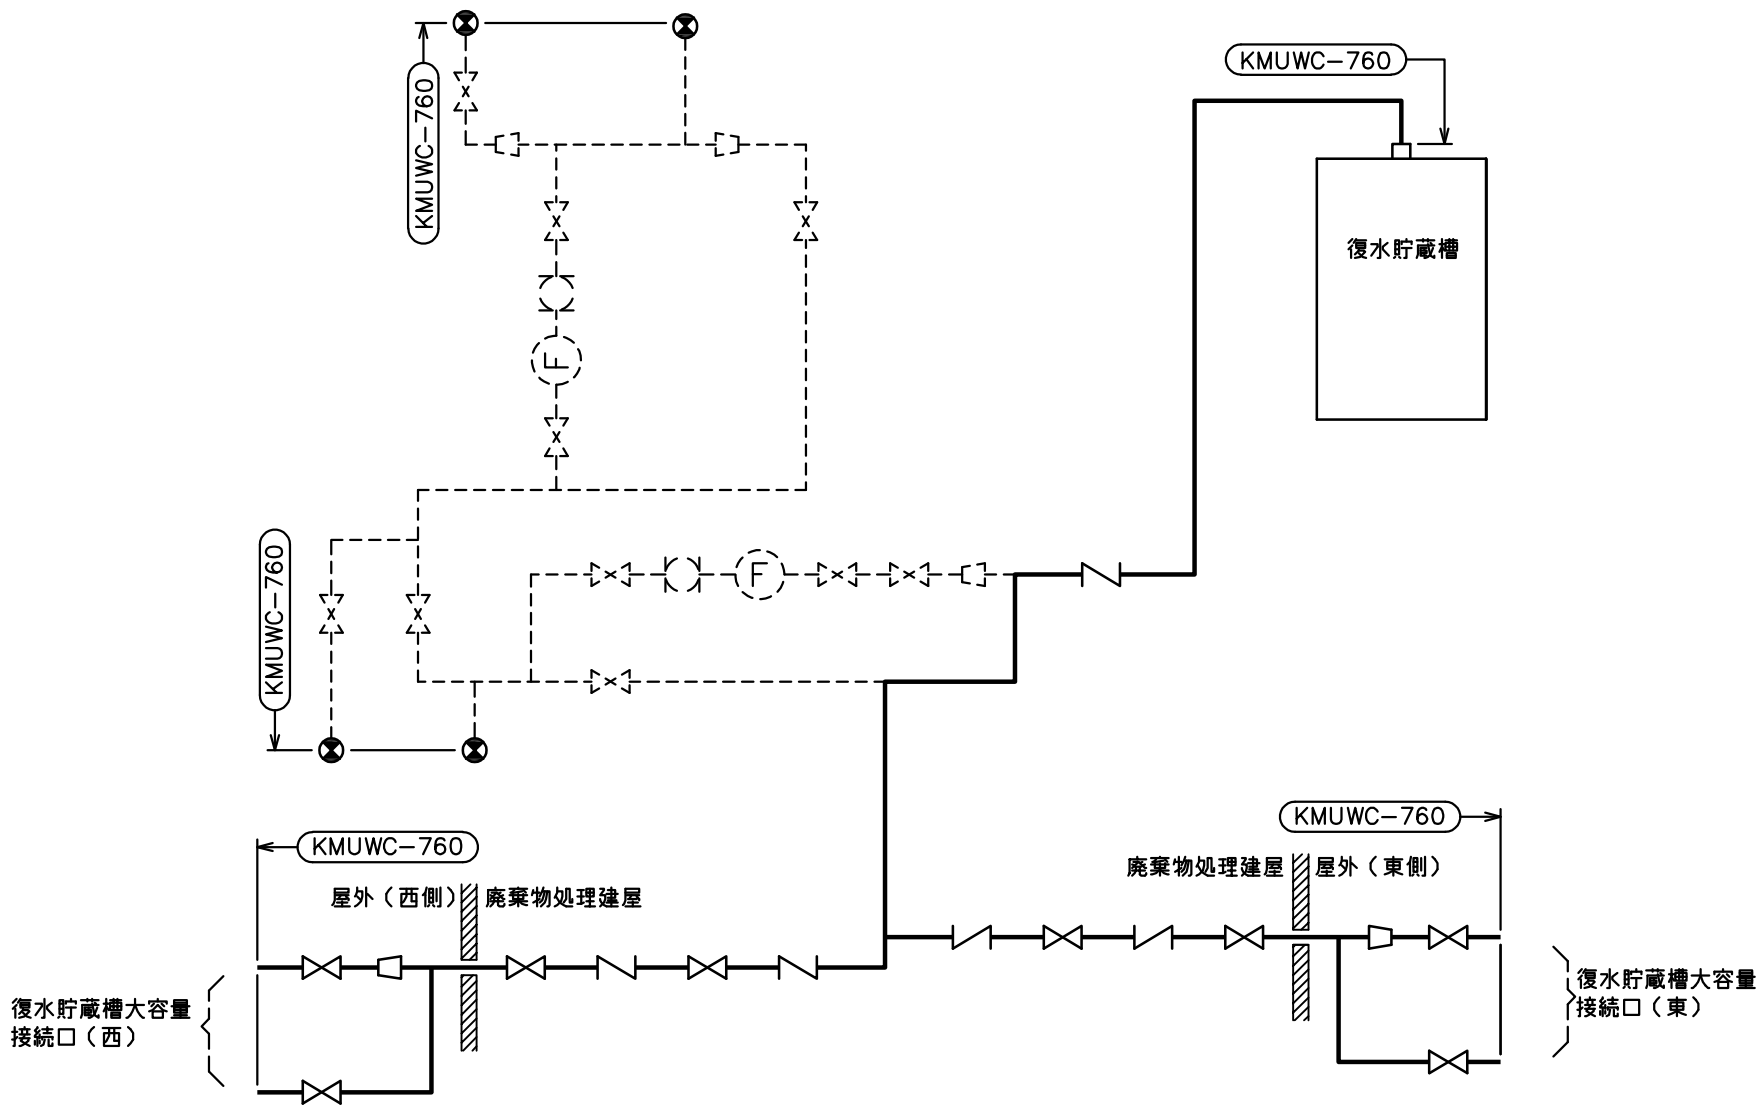 KMUWC-760
KMUWC-760
復水貯蔵槽
F
KMUWC-760
F
KMUWC-760
KMUWC-760
廃棄物処理建屋
屋外（東側）
屋外（西側）
廃棄物処理建屋
復水貯蔵槽大容量
接続口（東）
復水貯蔵槽大容量
接続口（西）